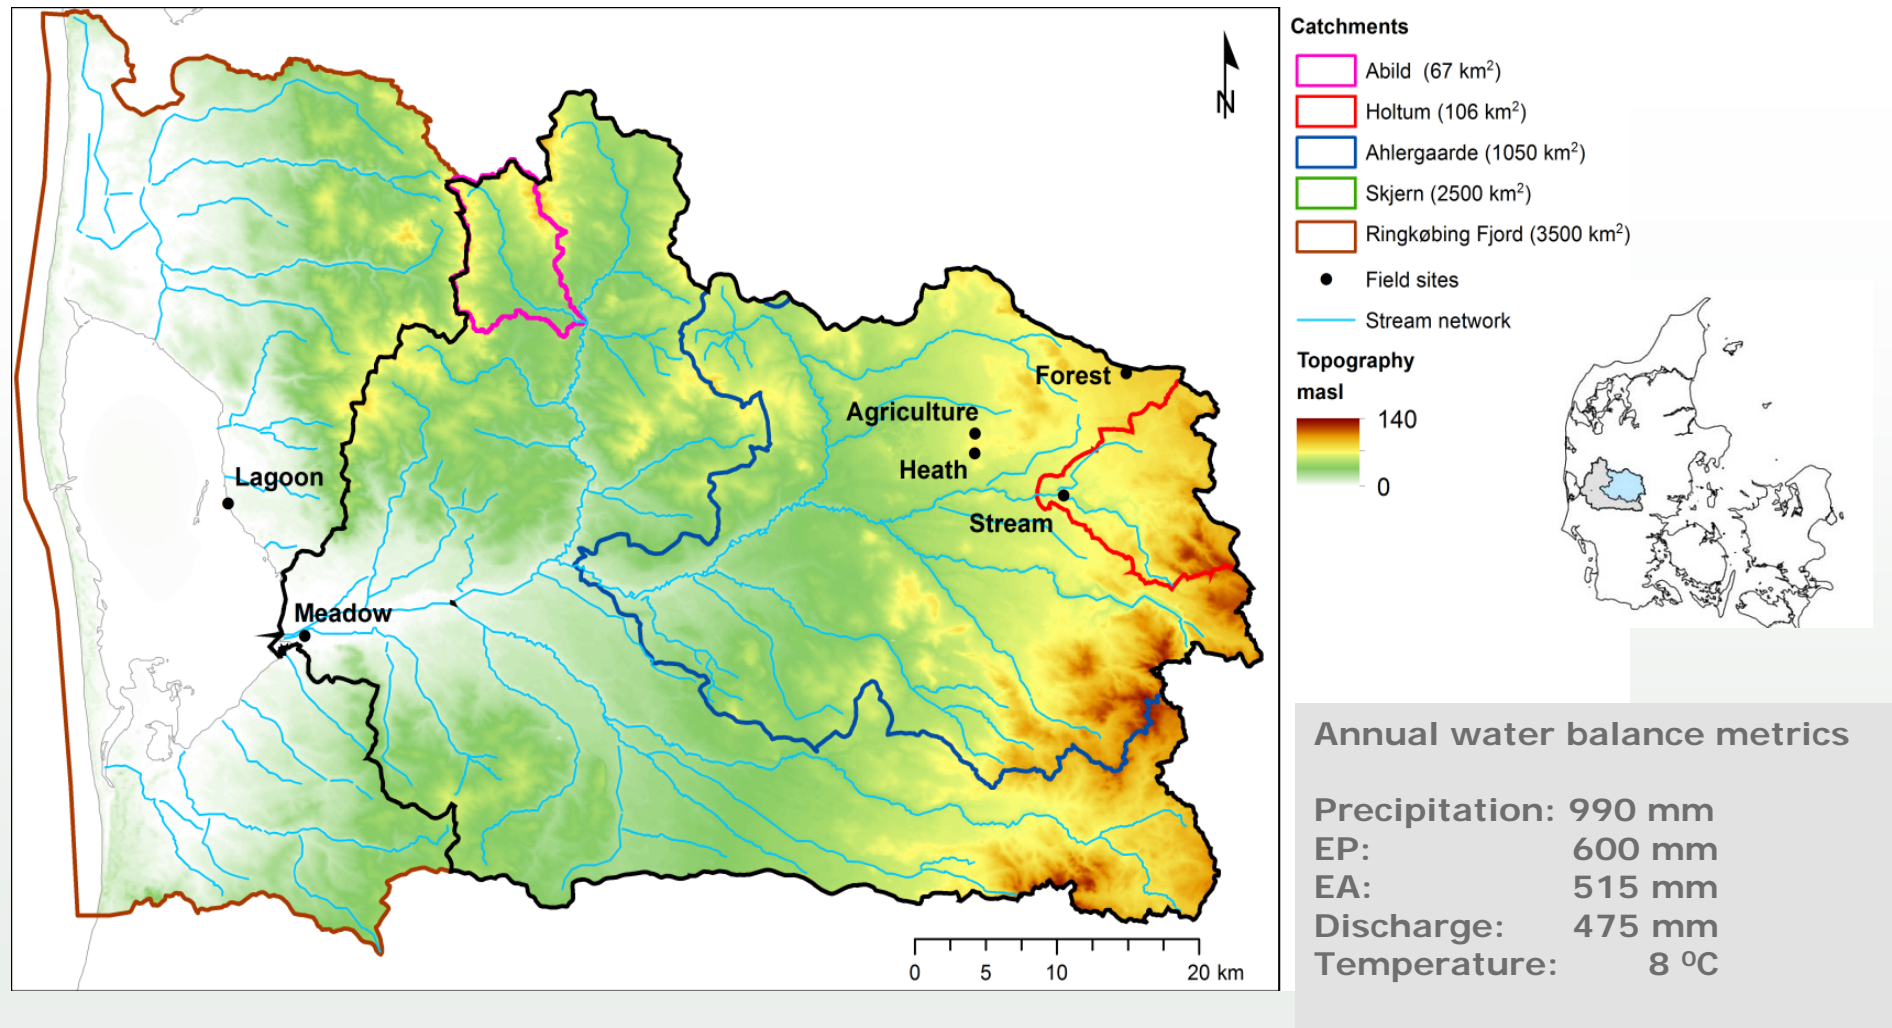 N
Forest
Agriculture
Heath
Stream
Lagoon
Meadow
0 5 10 20 km
Catchments
Abild (67 km²)
Holtum (106 km²)
Ahlergaarde (1050 km²)
Skjern (2500 km²)
Ringkøbing Fjord (3500 km²)
Field sites
Stream network
Topography
masl
140
0
Annual water balance metrics
Precipitation: 990 mm
EP: 600 mm
EA: 515 mm
Discharge: 475 mm
Temperature: 8 ⁰C